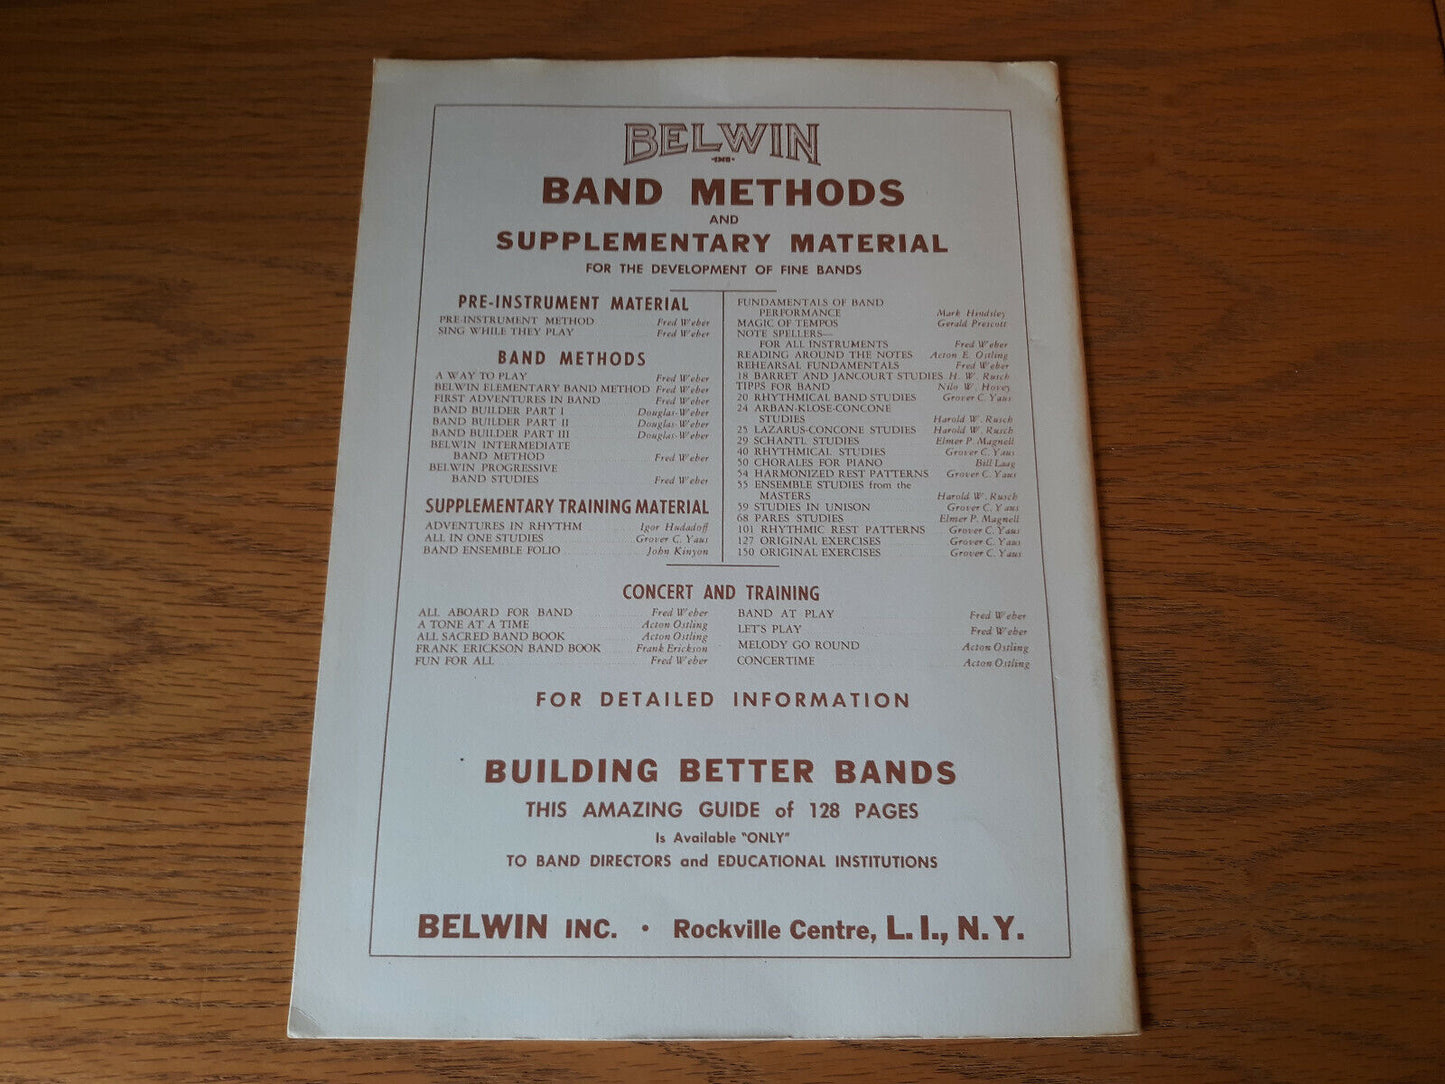 BELWIN
INC
BAND METHODS
AND
SUPPLEMENTARY MATERIAL
FOR THE DEVELOPMENT OF FINE BANDS
PRE-INSTRUMENT MATERIAL
PRE-INSTRUMENT METHOD Fred Weber
SING WHILE THEY PLAY Fred Weber
BAND METHODS
A WAY TO PLAY Fred Weber
BELWIN ELEMENTARY BAND METHOD Fred Weber
FIRST ADVENTURES IN BAND Fred Weber
BAND BUILDER PART I Douglas-Weber
BAND BUILDER PART II Douglas-Weber
BAND BUILDER PART III Douglas-Weber
BELWIN INTERMEDIATE
BAND METHOD Fred Weber
BELWIN PROGRESSIVE
BAND STUDIES Fred Weber
SUPPLEMENTARY TRAINING MATERIAL
ADVENTURES IN RHYTHM Igor Hudadoff
ALL IN ONE STUDIES Grover C. Yaus
BAND ENSEMBLE FOLIO John Kinyon
FUNDAMENTALS OF BAND
PERFORMANCE Mark Hindsley
MAGIC OF TEMPOS Gerald Prescott
NOTE SPELLERS—
FOR ALL INSTRUMENTS Fred Weber
READING AROUND THE NOTES Acton E. Ostling
REHEARSAL FUNDAMENTALS Fred Weber
18 BARRET AND JANCOURT STUDIES H. W. Rusch
TIPPS FOR BAND Nilo W. Hovey
20 RHYTHMICAL BAND STUDIES Grover C. Yaus
24 ARBAN-KLOSE-CONCONE
STUDIES Harold W. Rusch
25 LAZARUS-CONCONE STUDIES Harold W. Rusch
29 SCHANTL STUDIES Elmer P. Magnell
40 RHYTHMICAL STUDIES Grover C. Yaus
50 CHORALES FOR PIANO Bill Laag
54 HARMONIZED REST PATTERNS Grover C. Yaus
55 ENSEMBLE STUDIES from the
MASTERS Harold W. Rusch
59 STUDIES IN UNISON Grover C. Yaus
68 PARES STUDIES Elmer P. Magnell
101 RHYTHMIC REST PATTERNS Grover C. Yaus
127 ORIGINAL EXERCISES Grover C. Yaus
150 ORIGINAL EXERCISES Grover C. Yaus
CONCERT AND TRAINING
ALL ABOARD FOR BAND Fred Weber
A TONE AT A TIME Acton Ostling
ALL SACRED BAND BOOK Acton Ostling
FRANK ERICKSON BAND BOOK Frank Erickson
FUN FOR ALL Fred Weber
BAND AT PLAY Fred Weber
LET'S PLAY Fred Weber
MELODY GO ROUND Acton Ostling
CONCERTIME Acton Ostling
FOR DETAILED INFORMATION
BUILDING BETTER BANDS
THIS AMAZING GUIDE of 128 PAGES
Is Available "ONLY"
TO BAND DIRECTORS and EDUCATIONAL INSTITUTIONS
BELWIN INC. • Rockville Centre, L. I., N. Y.